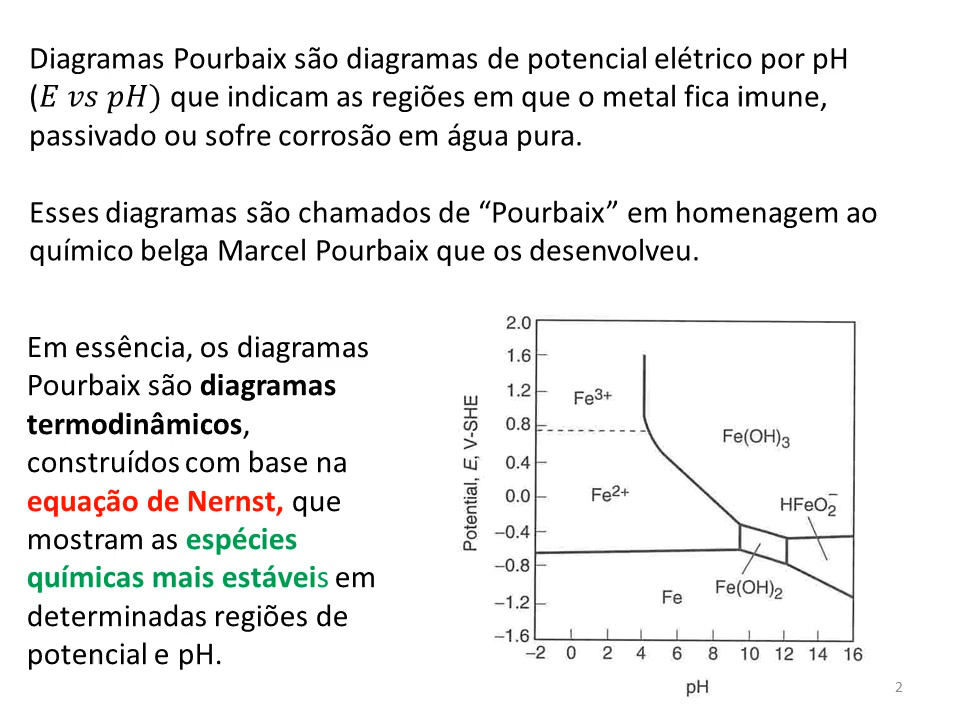 Diagramas Pourbaix são diagramas de potencial elétrico por pH
(E vs pH) que indicam as regiões em que o metal fica imune,
passivado ou sofre corrosão em água pura.
Esses diagramas são chamados de “Pourbaix” em homenagem ao
químico belga Marcel Pourbaix que os desenvolveu.
Em essência, os diagramas
Pourbaix são diagramas
termodinâmicos,
construídos com base na
equação de Nernst, que
mostram as espécies
químicas mais estáveis em
determinadas regiões de
potencial e pH.
Potential, E, V-SHE
2.0
1.6
1.2
0.8
0.4
0.0
−0.4
−0.8
−1.2
−1.6
Fe3+
Fe(OH)3
Fe2+
HFeO2−
Fe(OH)2
Fe
−2 0 2 4 6 8 10 12 14 16
pH
2